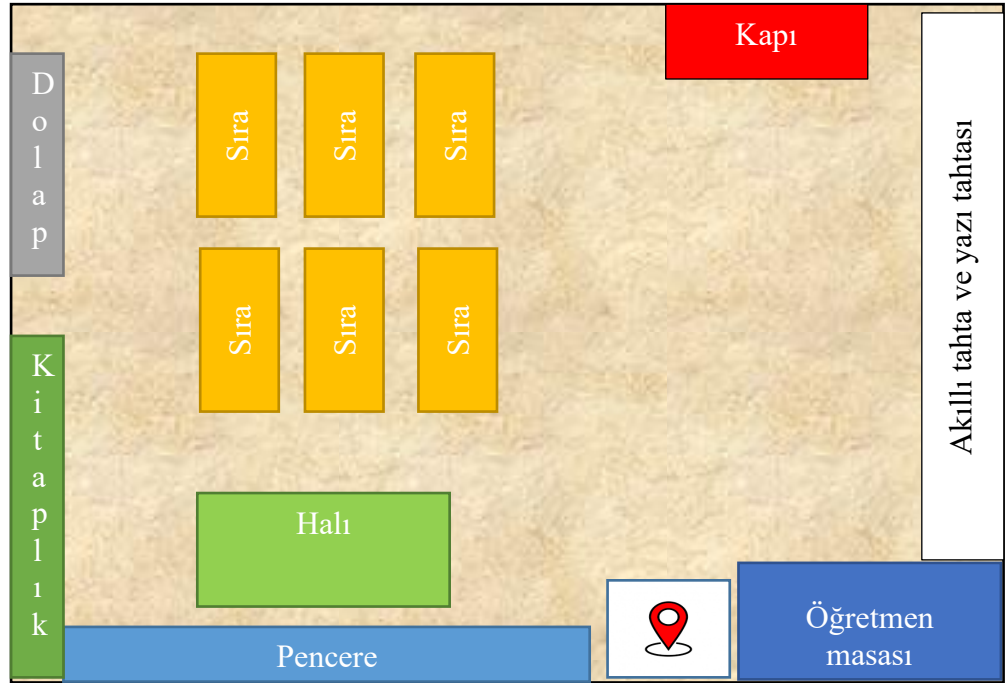 Kapı
Dolap
Sıra
Sıra
Sıra
Akıllı tahta ve yazı tahtası
Sıra
Sıra
Sıra
Kitaplık
Halı
Öğretmen
masası
Pencere